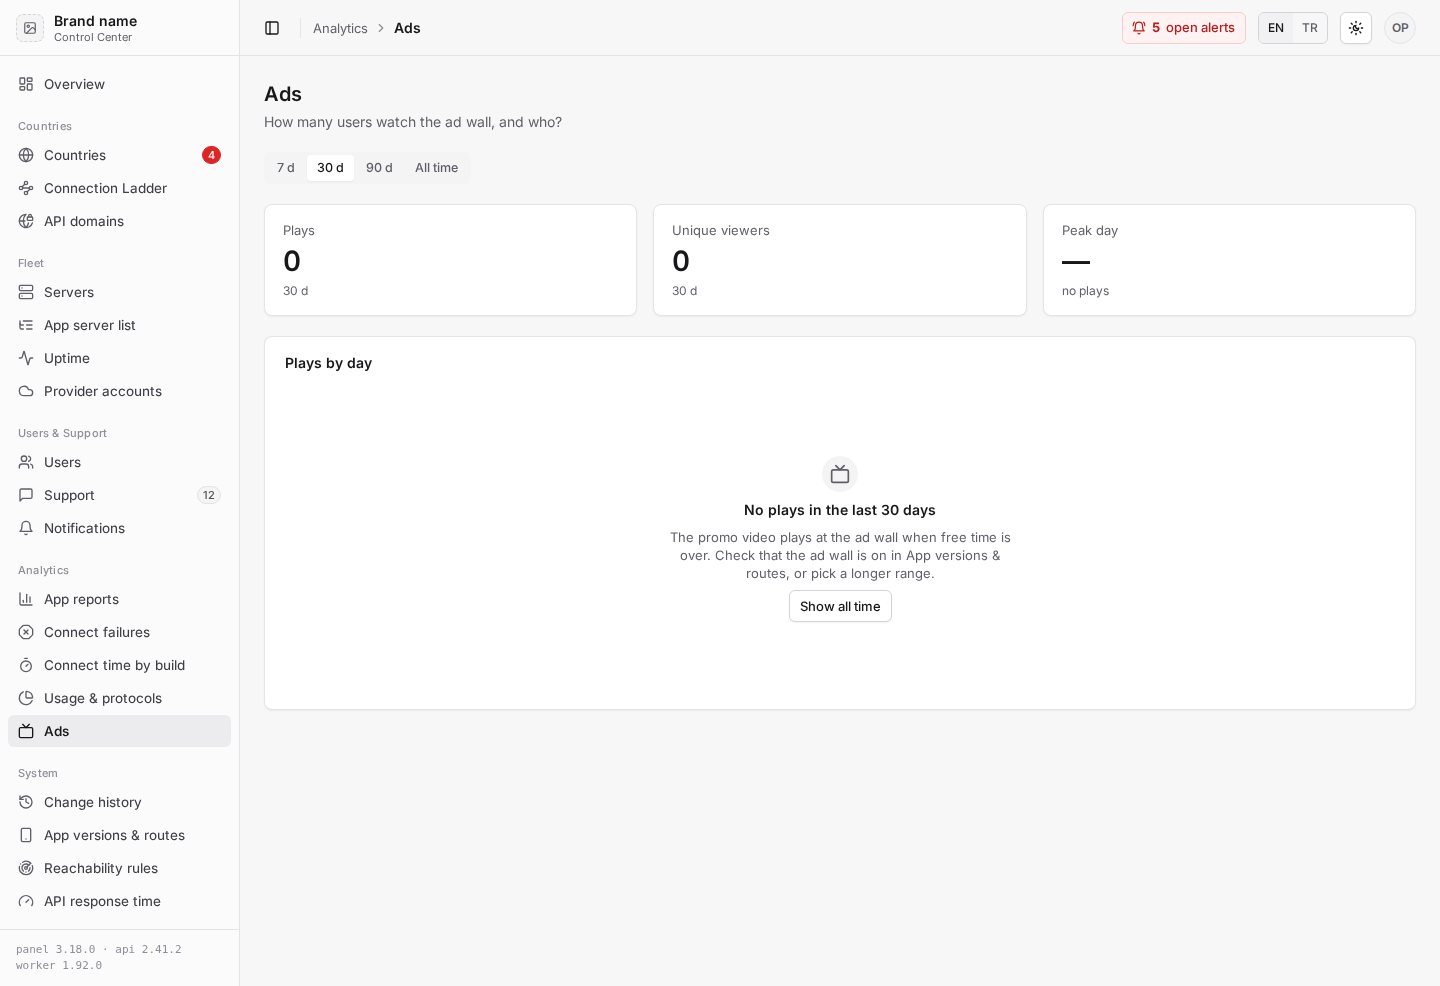 Brand name
Control Center
Overview
Countries
Countries
4
Connection Ladder
API domains
Fleet
Servers
App server list
Uptime
Provider accounts
Users & Support
Users
Support
12
Notifications
Analytics
App reports
Connect failures
Connect time by build
Usage & protocols
Ads
System
Change history
App versions & routes
Reachability rules
API response time
panel 3.18.0 · api 2.41.2
worker 1.92.0
Analytics > Ads
5 open alerts
EN TR
OP
Ads
How many users watch the ad wall, and who?
7 d 30 d 90 d All time
Plays
0
30 d
Unique viewers
0
30 d
Peak day
—
no plays
Plays by day
No plays in the last 30 days
The promo video plays at the ad wall when free time is
over. Check that the ad wall is on in App versions &
routes, or pick a longer range.
Show all time